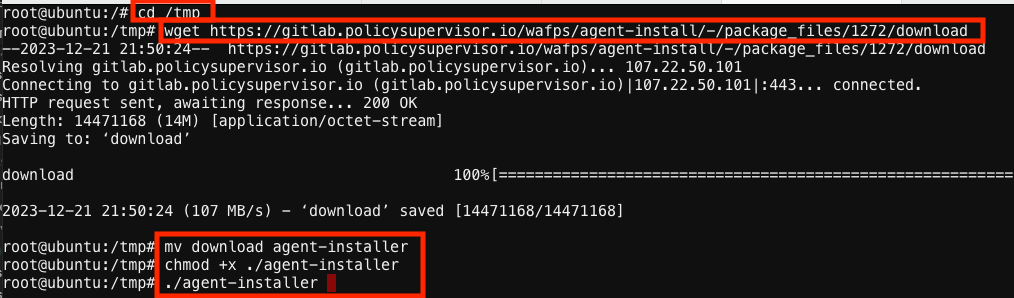 root@ubuntu:/# cd /tmp
root@ubuntu:/tmp# wget https://gitlab.policysupervisor.io/wafps/agent-install/-/package_files/1272/download
--2023-12-21 21:50:24--  https://gitlab.policysupervisor.io/wafps/agent-install/-/package_files/1272/download
Resolving gitlab.policysupervisor.io (gitlab.policysupervisor.io)... 107.22.50.101
Connecting to gitlab.policysupervisor.io (gitlab.policysupervisor.io)|107.22.50.101|:443... connected.
HTTP request sent, awaiting response... 200 OK
Length: 14471168 (14M) [application/octet-stream]
Saving to: ‘download’
download 100%[=========================================================
2023-12-21 21:50:24 (107 MB/s) - ‘download’ saved [14471168/14471168]
root@ubuntu:/tmp# mv download agent-installer
root@ubuntu:/tmp# chmod +x ./agent-installer
root@ubuntu:/tmp# ./agent-installer